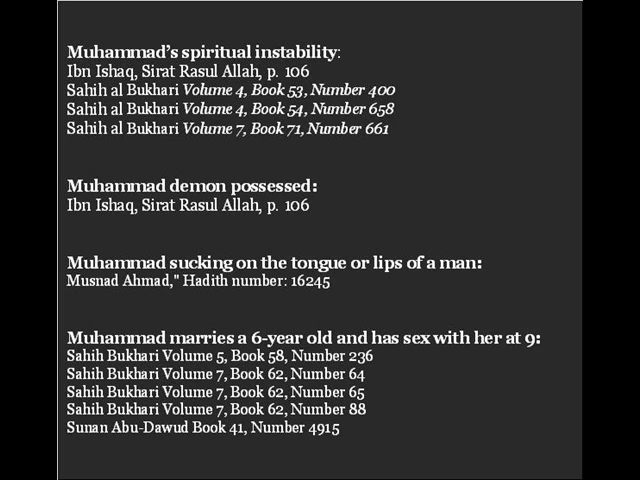 Muhammad's spiritual instability:
Ibn Ishaq, Sirat Rasul Allah, p. 106
Sahih al Bukhari Volume 4, Book 53, Number 400
Sahih al Bukhari Volume 4, Book 54, Number 658
Sahih al Bukhari Volume 7, Book 71, Number 661
Muhammad demon possessed:
Ibn Ishaq, Sirat Rasul Allah, p. 106
Muhammad sucking on the tongue or lips of a man:
Musnad Ahmad," Hadith number: 16245
Muhammad marries a 6-year old and has sex with her at 9:
Sahih Bukhari Volume 5, Book 58, Number 236
Sahih Bukhari Volume 7, Book 62, Number 64
Sahih Bukhari Volume 7, Book 62, Number 65
Sahih Bukhari Volume 7, Book 62, Number 88
Sunan Abu-Dawud Book 41, Number 4915